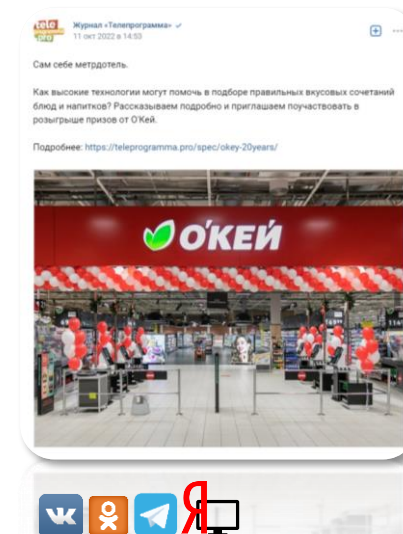 tele
pro
Журнал «Телепрограмма»
11 окт 2022 в 14:53
Сам себе метрдотель.
Как высокие технологии могут помочь в подборе правильных вкусовых сочетаний
блюд и напитков? Рассказываем подробно и приглашаем поучаствовать в
розыгрыше призов от О'Кей.
Подробнее: https://teleprogramma.pro/spec/okey-20years/
О'КЕЙ
Я